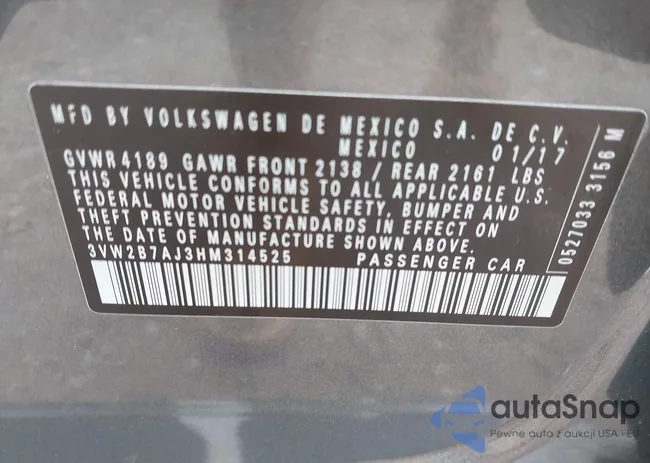 MFD BY VOLKSWAGEN DE MEXICO S.A. DE C.V.
MEXICO 01/17
GVWR 4189 GAWR FRONT 2138 / REAR 2161 LBS
THIS VEHICLE CONFORMS TO ALL APPLICABLE U.S.
FEDERAL MOTOR VEHICLE SAFETY, BUMPER AND
THEFT PREVENTION STANDARDS IN EFFECT ON
THE DATE OF MANUFACTURE SHOWN ABOVE.
3VW2B7AJ3HM314525 PASSENGER CAR
0527033 3156 M
autaSnap
Pewne auta z aukcji USA i EU